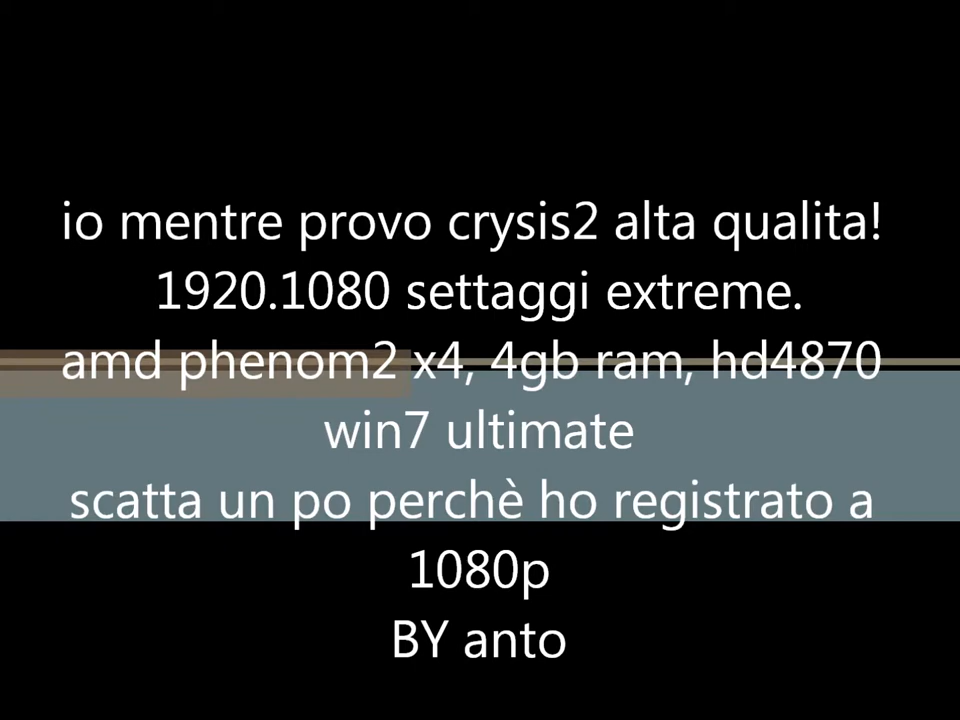 io mentre provo crysis2 alta qualita!
1920.1080 settaggi extreme.
amd phenom2 x4, 4gb ram, hd4870
win7 ultimate
scatta un po perchè ho registrato a
1080p
BY anto